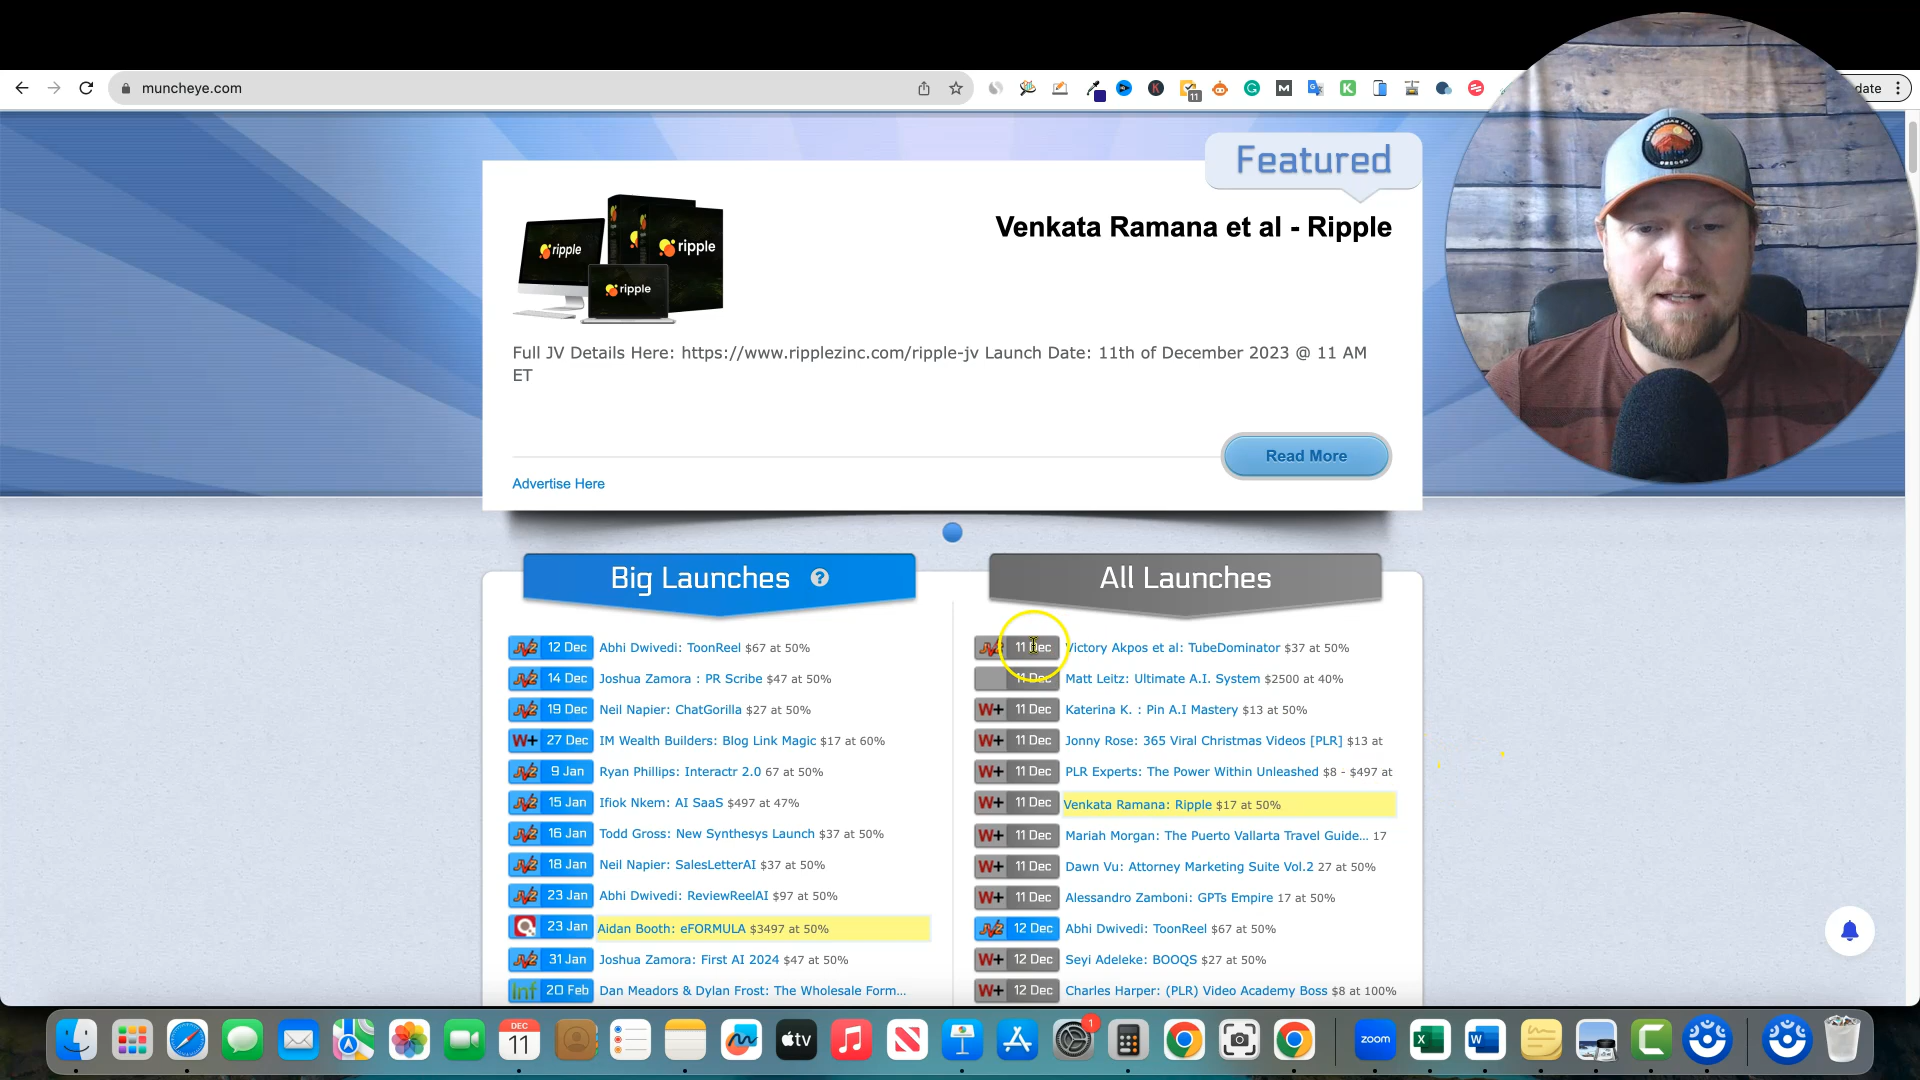 muncheye.com
11
M
K
K
date
Featured
Venkata Ramana et al - Ripple
ripple
ripple
ripple
Full JV Details Here: https://www.ripplezinc.com/ripple-jv Launch Date: 11th of December 2023 @ 11 AM
ET
Read More
Advertise Here
Big Launches ?
12 Dec Abhi Dwivedi: ToonReel $67 at 50%
14 Dec Joshua Zamora : PR Scribe $47 at 50%
19 Dec Neil Napier: ChatGorilla $27 at 50%
W+ 27 Dec IM Wealth Builders: Blog Link Magic $17 at 60%
9 Jan Ryan Phillips: Interactr 2.0 67 at 50%
15 Jan Ifiok Nkem: AI SaaS $497 at 47%
16 Jan Todd Gross: New Synthesys Launch $37 at 50%
18 Jan Neil Napier: SalesLetterAI $37 at 50%
23 Jan Abhi Dwivedi: ReviewReelAI $97 at 50%
23 Jan Aidan Booth: eFORMULA $3497 at 50%
31 Jan Joshua Zamora: First AI 2024 $47 at 50%
Inf 20 Feb Dan Meadors & Dylan Frost: The Wholesale Form...
All Launches
11 Dec Victory Akpos et al: TubeDominator $37 at 50%
11 Dec Matt Leitz: Ultimate A.I. System $2500 at 40%
W+ 11 Dec Katerina K. : Pin A.I Mastery $13 at 50%
W+ 11 Dec Jonny Rose: 365 Viral Christmas Videos [PLR] $13 at
W+ 11 Dec PLR Experts: The Power Within Unleashed $8 - $497 at
W+ 11 Dec Venkata Ramana: Ripple $17 at 50%
W+ 11 Dec Mariah Morgan: The Puerto Vallarta Travel Guide... 17
W+ 11 Dec Dawn Vu: Attorney Marketing Suite Vol.2 27 at 50%
W+ 11 Dec Alessandro Zamboni: GPTs Empire 17 at 50%
12 Dec Abhi Dwivedi: ToonReel $67 at 50%
W+ 12 Dec Seyi Adeleke: BOOQS $27 at 50%
W+ 12 Dec Charles Harper: (PLR) Video Academy Boss $8 at 100%
DEC
11
tv
1
zoom
X
W
C
OREGON